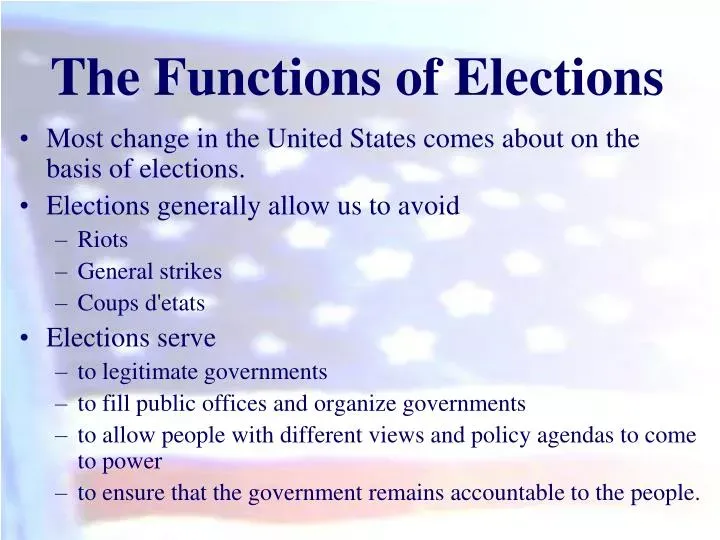 The Functions of Elections
• Most change in the United States comes about on the
basis of elections.
• Elections generally allow us to avoid
– Riots
– General strikes
– Coups d'etats
• Elections serve
– to legitimate governments
– to fill public offices and organize governments
– to allow people with different views and policy agendas to come
to power
– to ensure that the government remains accountable to the people.